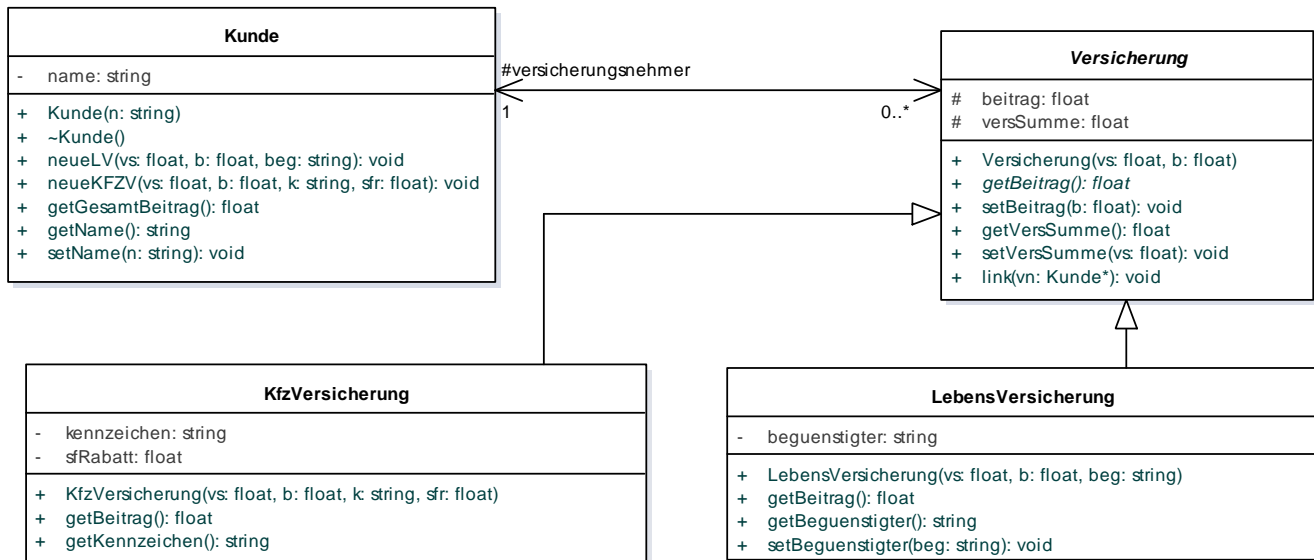 Kunde
- name: string
+ Kunde(n: string)
+ ~Kunde()
+ neueLV(vs: float, b: float, beg: string): void
+ neueKFZV(vs: float, b: float, k: string, sfr: float): void
+ getGesamtBeitrag(): float
+ getName(): string
+ setName(n: string): void
#versicherungsnehmer
1
0..*
Versicherung
# beitrag: float
# versSumme: float
+ Versicherung(vs: float, b: float)
+ getBeitrag(): float
+ setBeitrag(b: float): void
+ getVersSumme(): float
+ setVersSumme(vs: float): void
+ link(vn: Kunde*): void
KfzVersicherung
- kennzeichen: string
- sfRabatt: float
+ KfzVersicherung(vs: float, b: float, k: string, sfr: float)
+ getBeitrag(): float
+ getKennzeichen(): string
LebensVersicherung
- beguenstigter: string
+ LebensVersicherung(vs: float, b: float, beg: string)
+ getBeitrag(): float
+ getBeguenstigter(): string
+ setBeguenstigter(beg: string): void